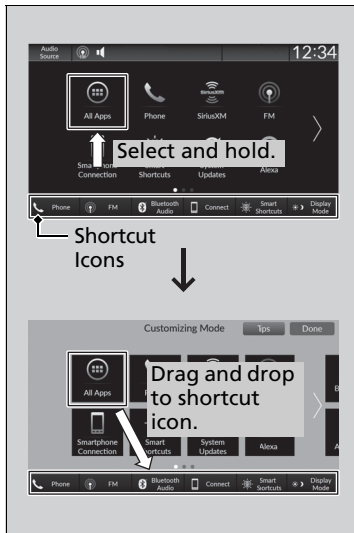 Audio
Source
12:34
All Apps
Phone
SiriusXM
SiriusXM
FM
Select and hold.
Connection
Shortcuts
Updates
Alexa
Phone
FM
Bluetooth
Audio
Connect
Smart
Shortcuts
Display
Mode
Shortcut
Icons
Customizing Mode
Tips
Done
All Apps
Drag and drop
to shortcut
icon.
Smartphone
Connection
Smart
Shortcuts
System
Updates
Alexa
Phone
FM
Bluetooth
Audio
Connect
Smart
Sortcuts
Display
Mode